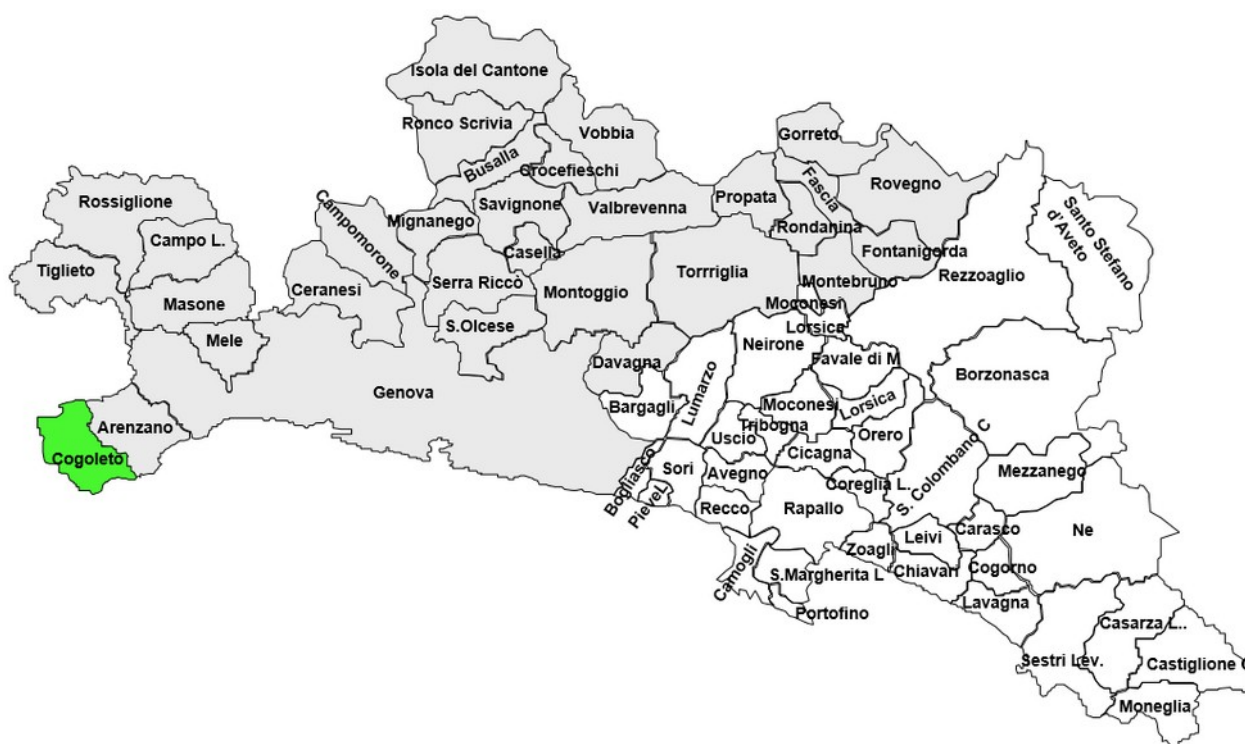 Isola del Cantone
Ronco Scrivia
Vobbia
Gorreto
Busalla
Crocefieschi
Fascia
Rovegno
Rossiglione
Campomorone
Mignanego
Savignone
Valbrevenna
Propata
Santo Stefano
d'Aveto
Campo L.
Rondanina
Fontanigorda
Tiglieto
Casella
Rezzoaglio
Masone
Ceranesi
Serra Riccò
Montoggio
Torrriglia
Montebruno
Moconesi
Mele
S.Olcese
Lorsica
Neirone
Davagna
Favale di M
Genova
Lumarzo
Borzonasca
Bargagli
Moconesi
Lorsica
Arenzano
Tribogna
Uscio
Orero
Cogoleto
Cicagna
S. Colombano C
Bogliasco
Sori
Avegno
Mezzanego
Coreglia L.
PieveL
Recco
Rapallo
Carasco
Ne
Leivi
Zoagli
Camogli
S.Margherita L
Chiavari
Cogorno
Lavagna
Portofino
Casarza L..
Sestri Lev.
Castiglione C
Moneglia